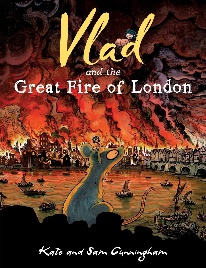 Vlad
and the
Great Fire of London
Kate and Sam Cunningham